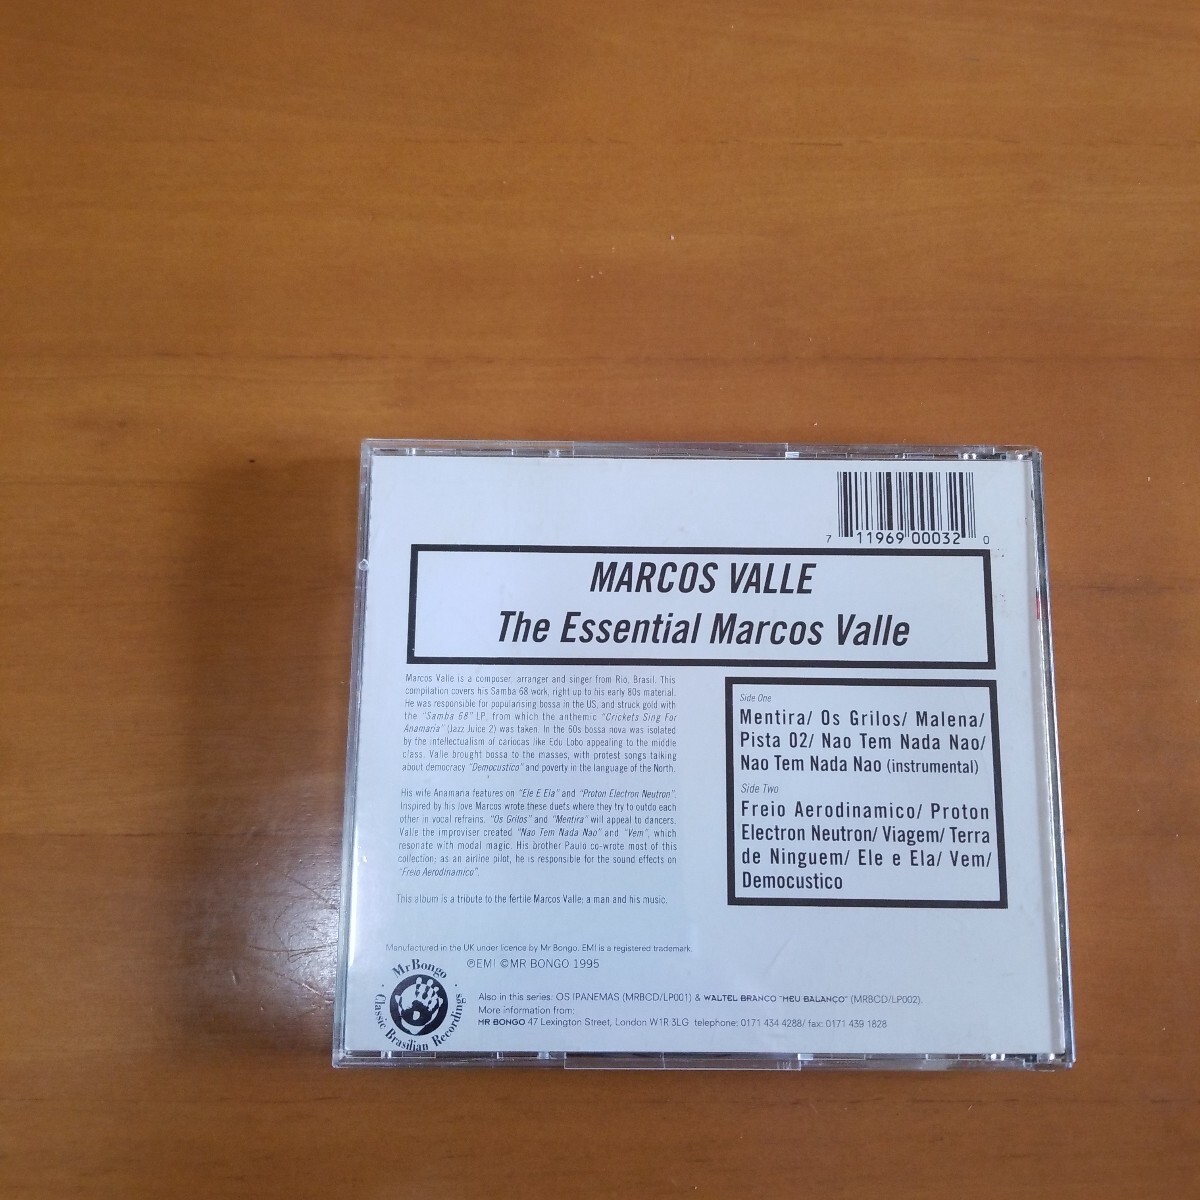 7 11969 00032 0
MARCOS VALLE
The Essential Marcos Valle
Marcos Valle is a composer, arranger and singer from Rio, Brasil. This
compilation covers his Samba 68 work, right up to his early 80s material.
He was responsible for popularising bossa in the US, and struck gold with
the "Samba 68" LP, from which the anthemic "Crickets Sing For
Anamaria" (Jazz Juice 2) was taken. In the 60s bossa nova was isolated
by the intellectualism of cariocas like Edu Lobo appealing to the middle
class. Valle brought bossa to the masses, with protest songs talking
about democracy "Democustico" and poverty in the language of the North.
His wife Anamaria features on "Ele E Ela" and "Proton Electron Neutron".
Inspired by his love Marcos wrote these duets where they try to outdo each
other in vocal refrains. "Os Grilos" and "Mentira" will appeal to dancers.
Valle the improviser created "Nao Tem Nada Nao" and "Vem", which
resonate with modal magic. His brother Paulo co-wrote most of this
collection; as an airline pilot, he is responsible for the sound effects on
"Freio Aerodinamico".
This album is a tribute to the fertile Marcos Valle; a man and his music.
Side One
Mentira/ Os Grilos/ Malena/
Pista 02/ Nao Tem Nada Nao/
Nao Tem Nada Nao (instrumental)
Side Two
Freio Aerodinamico/ Proton
Electron Neutron/ Viagem/ Terra
de Ninguem/ Ele e Ela/ Vem/
Democustico
Manufactured in the UK under licence by Mr Bongo. EMI is a registered trademark.
℗EMI ©MR BONGO 1995
Mr Bongo · Classic Brasilian Recordings ·
Also in this series: OS IPANEMAS (MRBCD/LP001) & WALTEL BRANCO "MEU BALANÇO" (MRBCD/LP002).
More information from:
MR BONGO 47 Lexington Street, London W1R 3LG telephone: 0171 434 4288/ fax: 0171 439 1828